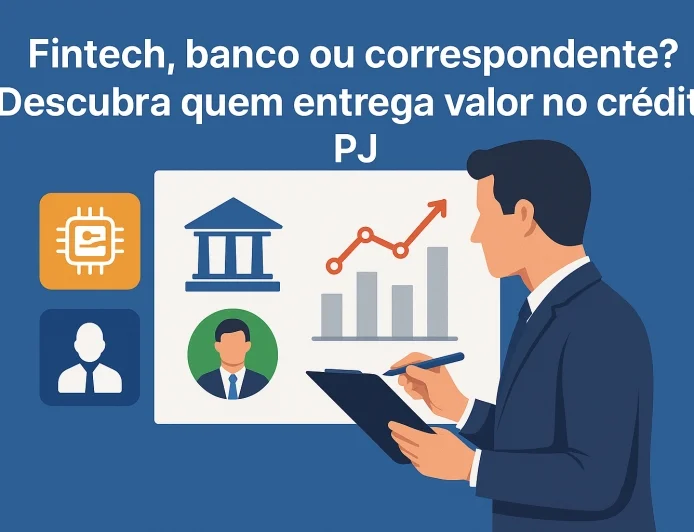 Fintech, banco ou correspondente?
Descubra quem entrega valor no crédit
PJ